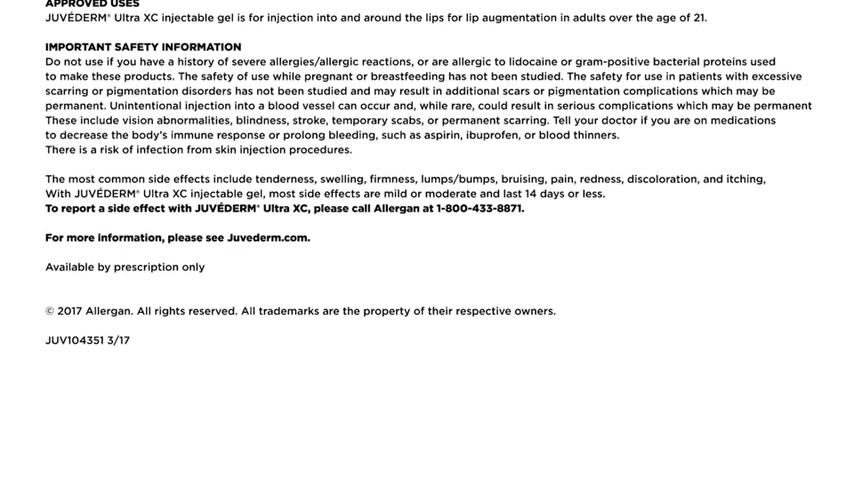 APPROVED USES
JUVÉDERM® Ultra XC injectable gel is for injection into and around the lips for lip augmentation in adults over the age of 21.
IMPORTANT SAFETY INFORMATION
Do not use if you have a history of severe allergies/allergic reactions, or are allergic to lidocaine or gram-positive bacterial proteins used
to make these products. The safety of use while pregnant or breastfeeding has not been studied. The safety for use in patients with excessive
scarring or pigmentation disorders has not been studied and may result in additional scars or pigmentation complications which may be
permanent. Unintentional injection into a blood vessel can occur and, while rare, could result in serious complications which may be permanent
These include vision abnormalities, blindness, stroke, temporary scabs, or permanent scarring. Tell your doctor if you are on medications
to decrease the body's immune response or prolong bleeding, such as aspirin, ibuprofen, or blood thinners.
There is a risk of infection from skin injection procedures.
The most common side effects include tenderness, swelling, firmness, lumps/bumps, bruising, pain, redness, discoloration, and itching,
With JUVÉDERM® Ultra XC injectable gel, most side effects are mild or moderate and last 14 days or less.
To report a side effect with JUVÉDERM® Ultra XC, please call Allergan at 1-800-433-8871.
For more information, please see Juvederm.com.
Available by prescription only
© 2017 Allergan. All rights reserved. All trademarks are the property of their respective owners.
JUV104351 3/17